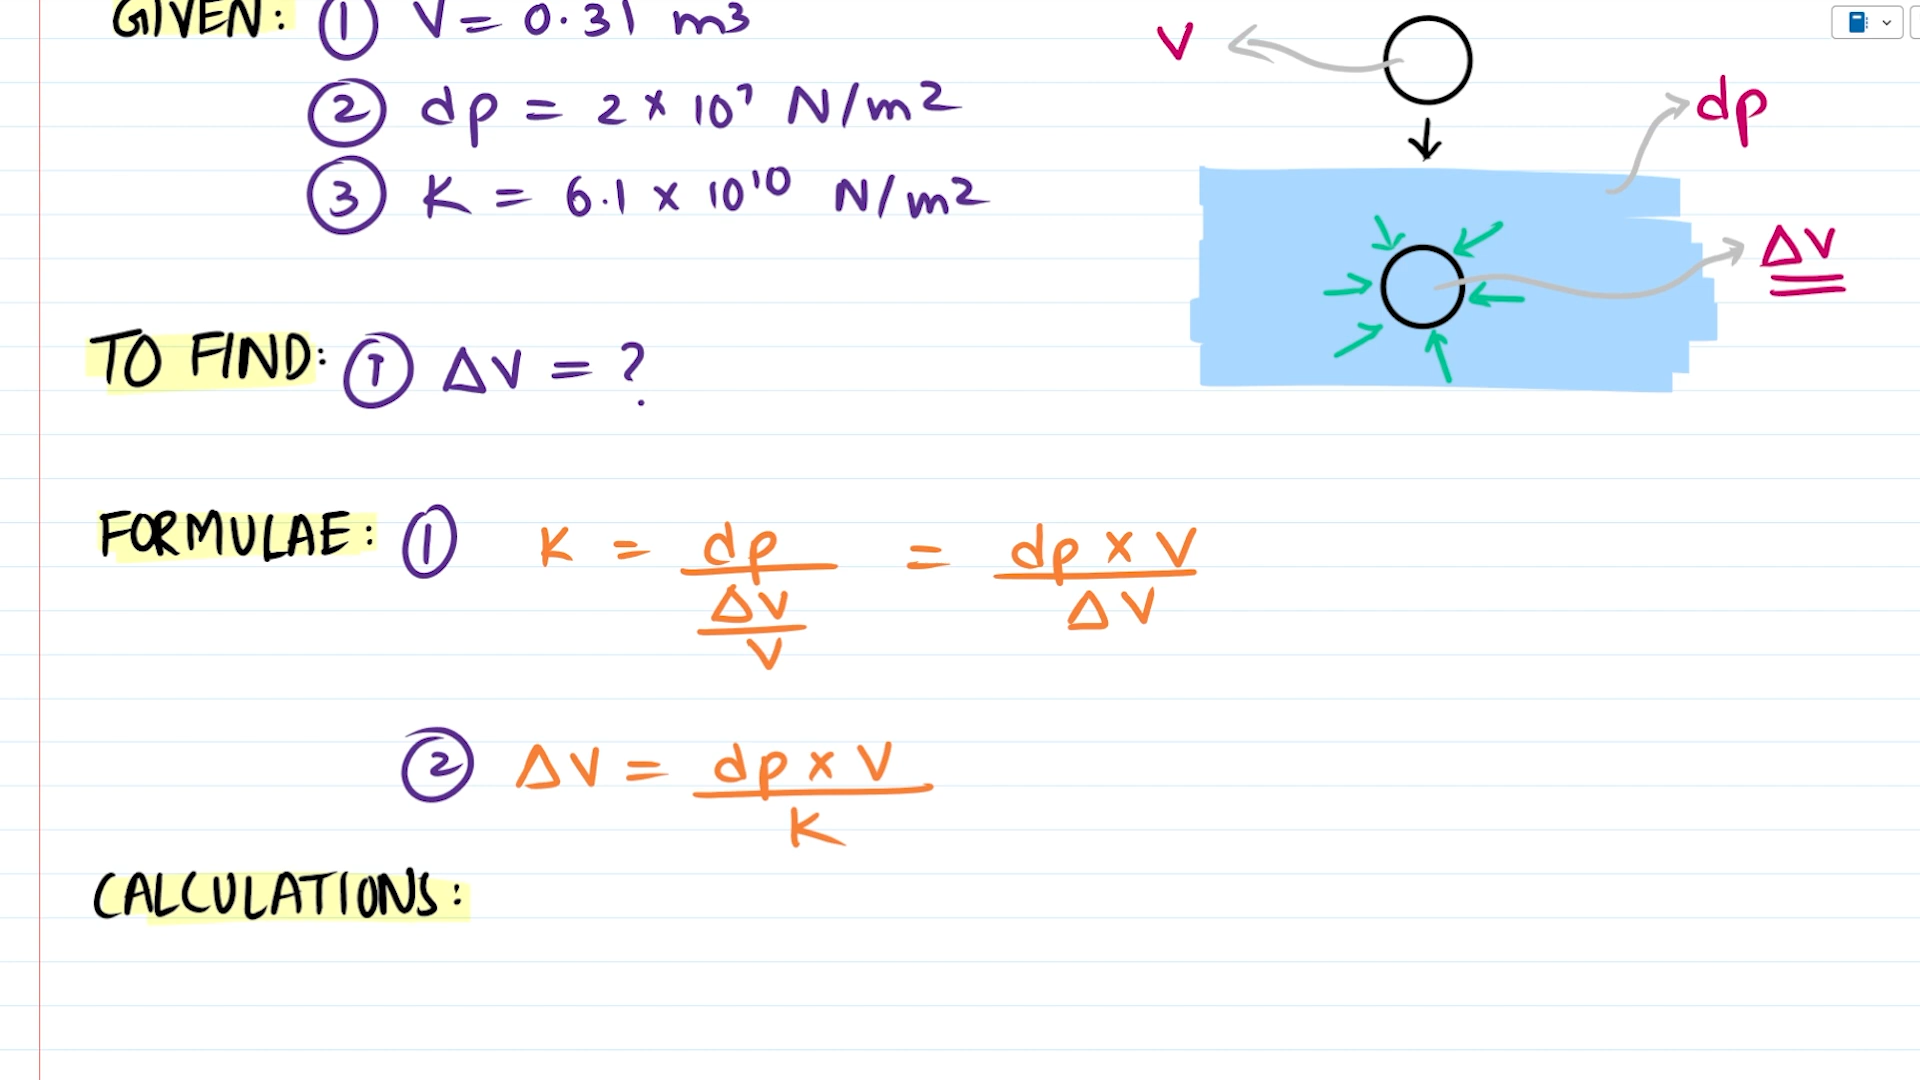 GIVEN: ① V = 0.31 m3
② dp = 2 × 10⁷ N/m2
③ K = 6.1 × 10¹⁰ N/m2
V
dp
ΔV
TO FIND: ① ΔV = ?
FORMULAE: ① K = dp / (ΔV / V) = dp × V / ΔV
② ΔV = dp × V / K
CALCULATIONS: